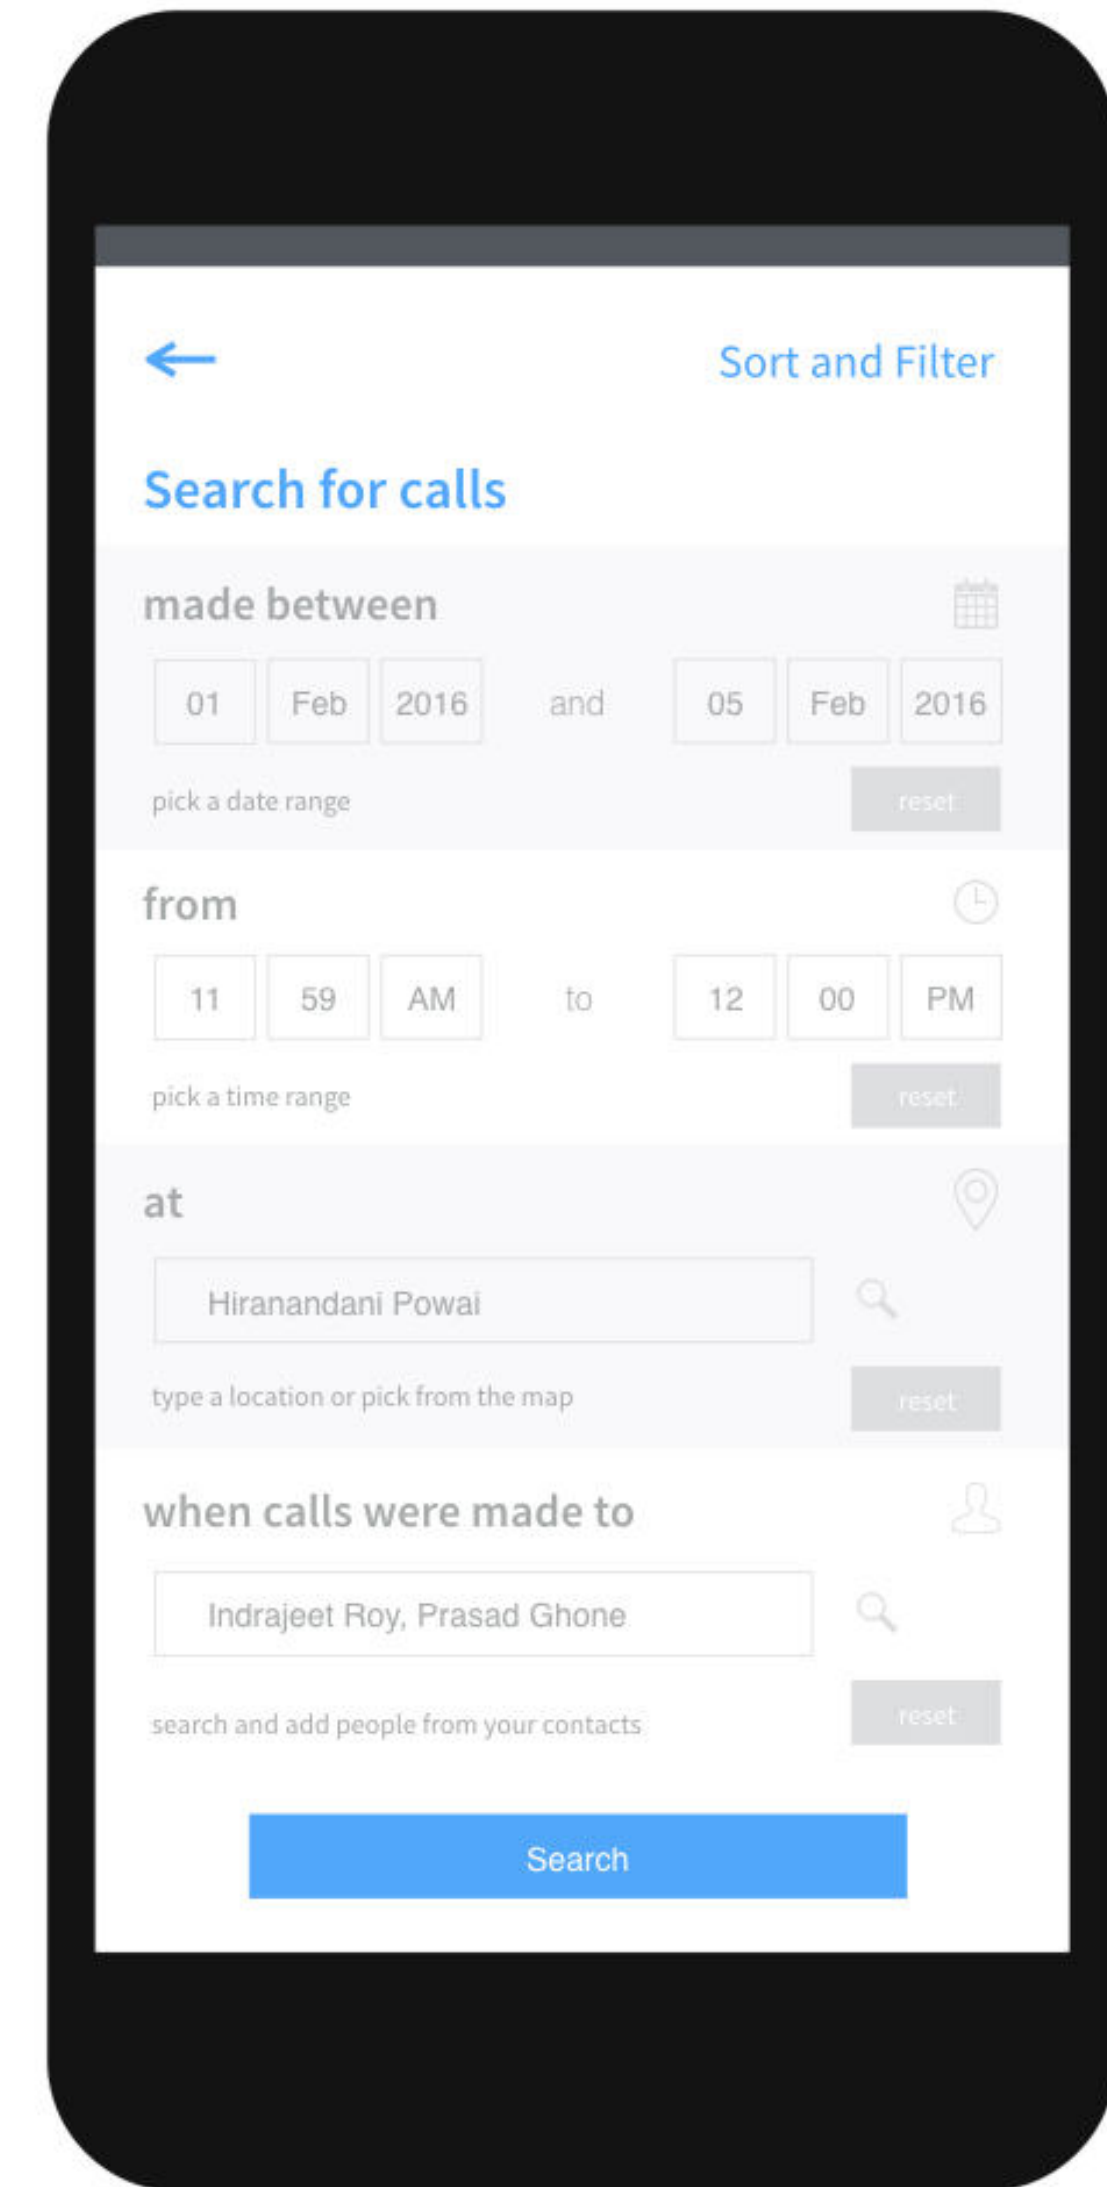 Sort and Filter
Search for calls
made between
01 Feb 2016 and 05 Feb 2016
pick a date range reset
from
11 59 AM to 12 00 PM
pick a time range reset
at
Hiranandani Powai
type a location or pick from the map reset
when calls were made to
Indrajeet Roy, Prasad Ghone
search and add people from your contacts reset
Search